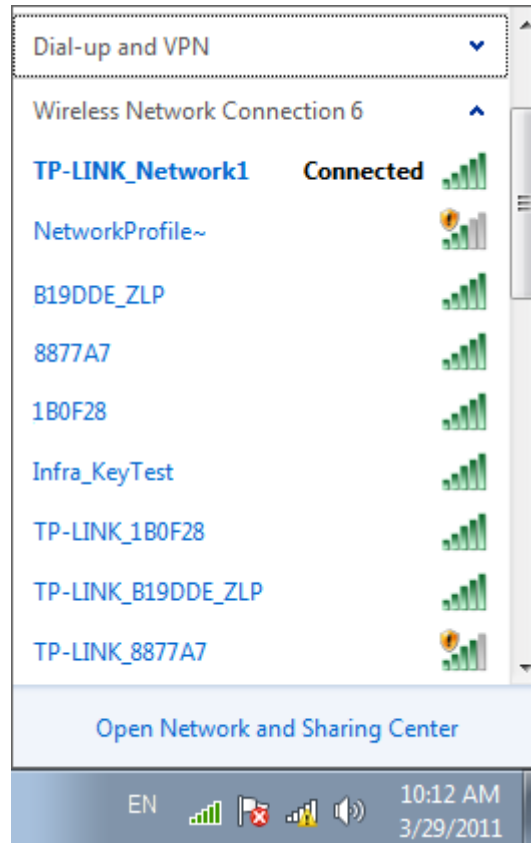 Dial-up and VPN
Wireless Network Connection 6
TP-LINK_Network1 Connected
NetworkProfile~
B19DDE_ZLP
8877A7
1B0F28
Infra_KeyTest
TP-LINK_1B0F28
TP-LINK_B19DDE_ZLP
TP-LINK_8877A7
Open Network and Sharing Center
EN 10:12 AM
3/29/2011